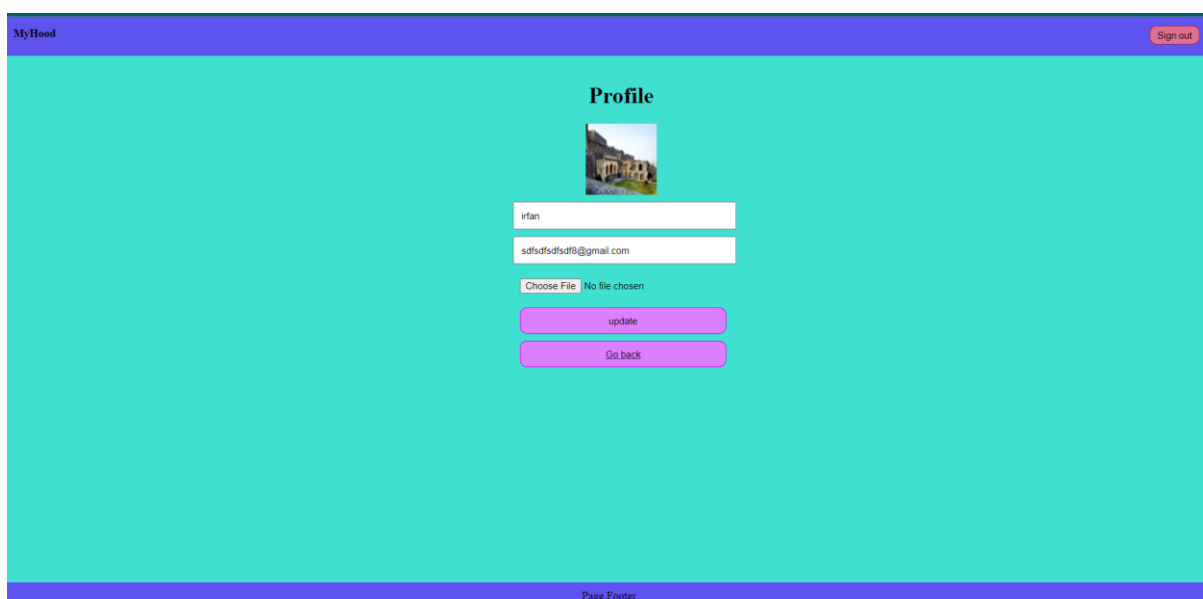 MyHood
Sign out
Profile
irfan
sdfsdfsdfsdf8@gmail.com
Choose File No file chosen
update
Go back
Page Footer